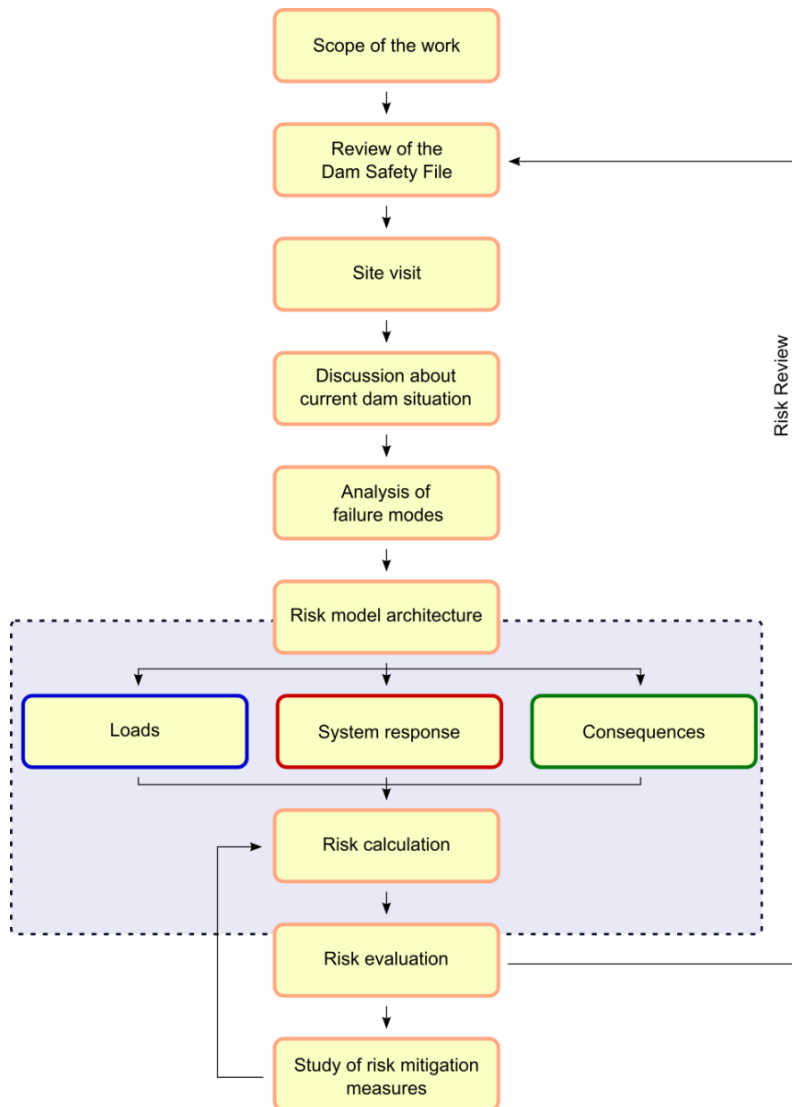 Scope of the work
Review of the
Dam Safety File
Site visit
Discussion about
current dam situation
Analysis of
failure modes
Risk Review
Risk model architecture
Loads
System response
Consequences
Risk calculation
Risk evaluation
Study of risk mitigation
measures